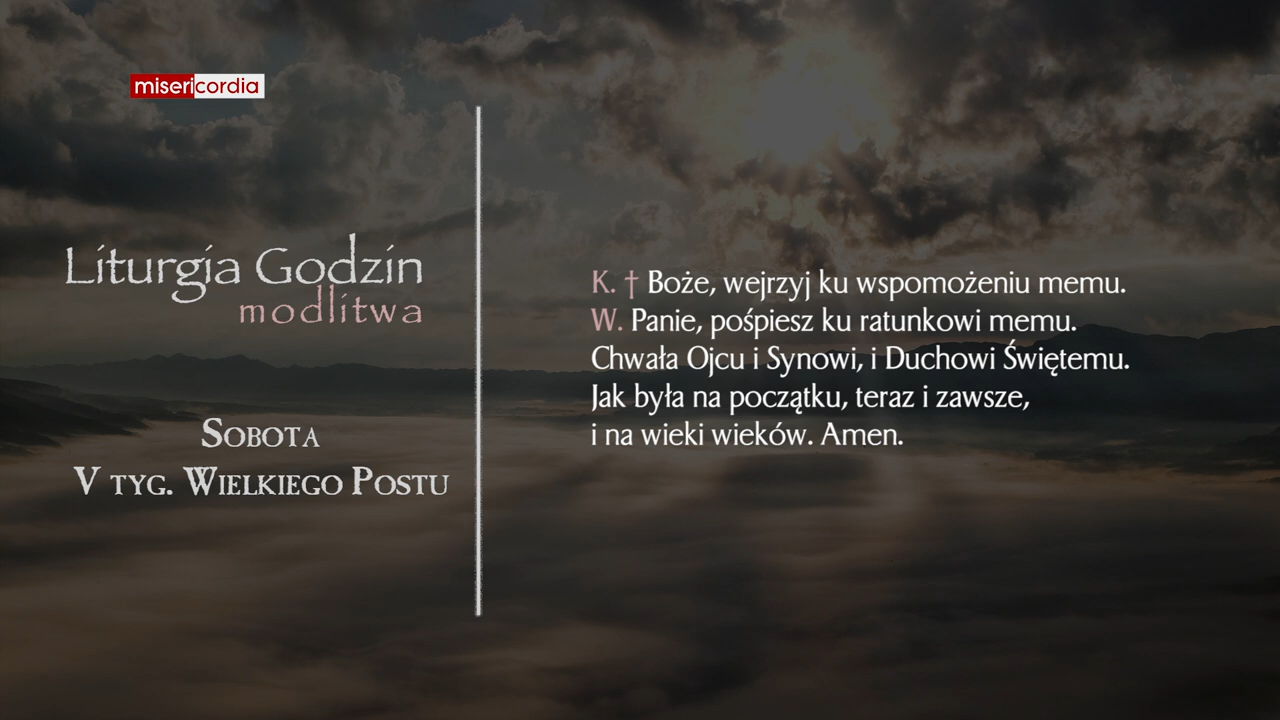 misericordia
Liturgia Godzin
modlitwa
Sobota
V tyg. Wielkiego Postu
K. † Boże, wejrzyj ku wspomożeniu memu.
W. Panie, pośpiesz ku ratunkowi memu.
Chwała Ojcu i Synowi, i Duchowi Świętemu.
Jak była na początku, teraz i zawsze,
i na wieki wieków. Amen.